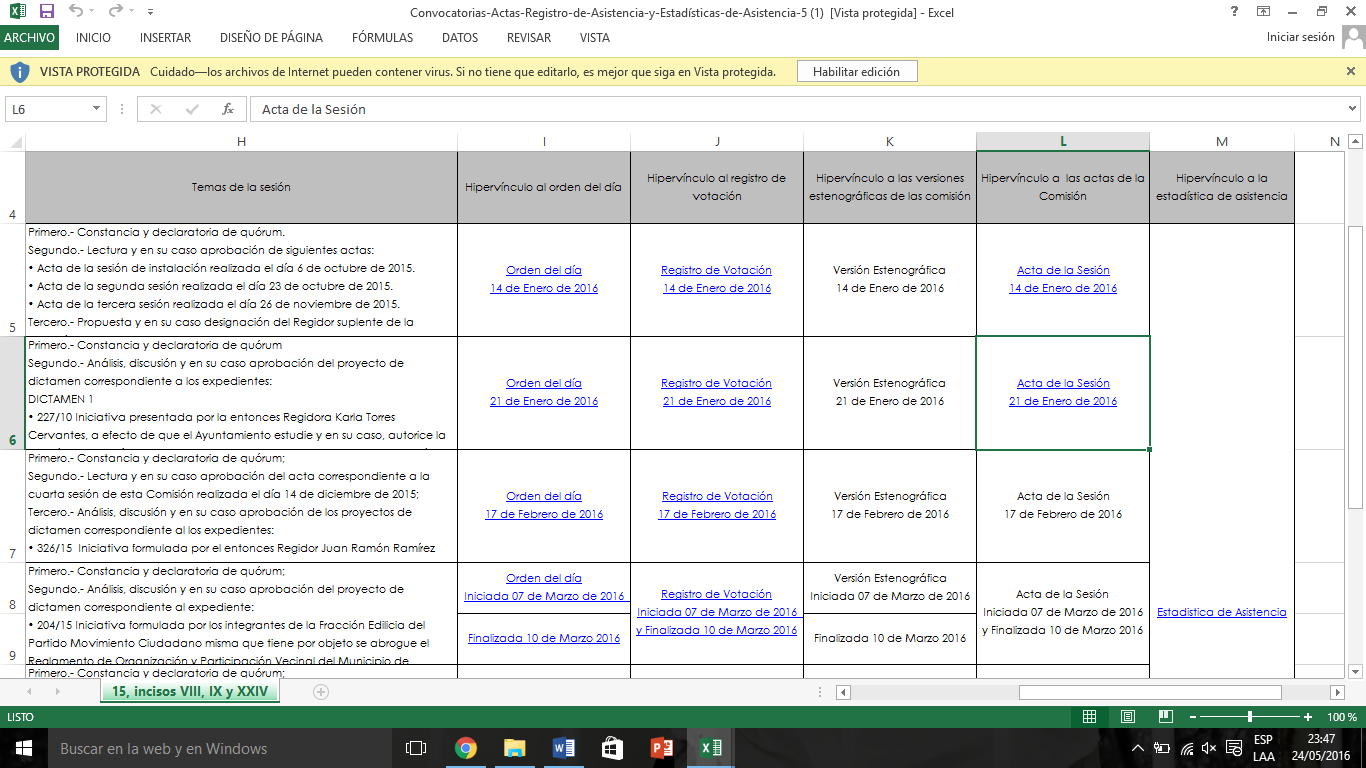 Convocatorias-Actas-Registro-de-Asistencia-y-Estadísticas-de-Asistencia-5 (1)  [Vista protegida] - Excel
ARCHIVO INICIO INSERTAR DISEÑO DE PÁGINA FÓRMULAS DATOS REVISAR VISTA Iniciar sesión
VISTA PROTEGIDA Cuidado—los archivos de Internet pueden contener virus. Si no tiene que editarlo, es mejor que siga en Vista protegida. Habilitar edición
L6 fx Acta de la Sesión
H I J K L M N
4
Temas de la sesión
Hipervínculo al orden del día
Hipervínculo al registro de
votación
Hipervínculo a las versiones
estenográficas de las comisión
Hipervínculo a  las actas de la
Comisión
Hipervínculo a la
estadística de asistencia
5
Primero.- Constancia y declaratoria de quórum.
Segundo.- Lectura y en su caso aprobación de siguientes actas:
• Acta de la sesión de instalación realizada el día 6 de octubre de 2015.
• Acta de la segunda sesión realizada el día 23 de octubre de 2015.
• Acta de la tercera sesión realizada el día 26 de noviembre de 2015.
Tercero.- Propuesta y en su caso designación del Regidor suplente de la
Orden del día
14 de Enero de 2016
Registro de Votación
14 de Enero de 2016
Versión Estenográfica
14 de Enero de 2016
Acta de la Sesión
14 de Enero de 2016
6
Primero.- Constancia y declaratoria de quórum
Segundo.- Análisis, discusión y en su caso aprobación del proyecto de
dictamen correspondiente a los expedientes:
DICTAMEN 1
• 227/10 Iniciativa presentada por la entonces Regidora Karla Torres
Cervantes, a efecto de que el Ayuntamiento estudie y en su caso, autorice la
Orden del día
21 de Enero de 2016
Registro de Votación
21 de Enero de 2016
Versión Estenográfica
21 de Enero de 2016
Acta de la Sesión
21 de Enero de 2016
7
Primero.- Constancia y declaratoria de quórum;
Segundo.- Lectura y en su caso aprobación del acta correspondiente a la
cuarta sesión de esta Comisión realizada el día 14 de diciembre de 2015;
Tercero.- Análisis, discusión y en su caso aprobación de los proyectos de
dictamen correspondiente al los expedientes:
• 326/15  Iniciativa formulada por el entonces Regidor Juan Ramón Ramírez
Orden del día
17 de Febrero de 2016
Registro de Votación
17 de Febrero de 2016
Versión Estenográfica
17 de Febrero de 2016
Acta de la Sesión
17 de Febrero de 2016
8
9
Primero.- Constancia y declaratoria de quórum;
Segundo.- Análisis, discusión y en su caso aprobación del proyecto de
dictamen correspondiente al expediente:
• 204/15 Iniciativa formulada por los integrantes de la Fracción Edilicia del
Partido Movimiento Ciudadano misma que tiene por objeto se abrogue el
Reglamento de Organización y Participación Vecinal del Municipio de
Orden del día
Iniciada 07 de Marzo de 2016
Finalizada 10 de Marzo 2016
Registro de Votación
Iniciada 07 de Marzo de 2016
y Finalizada 10 de Marzo 2016
Versión Estenográfica
Iniciada 07 de Marzo de 2016
Finalizada 10 de Marzo 2016
Acta de la Sesión
Iniciada 07 de Marzo de 2016
y Finalizada 10 de Marzo 2016
Estadística de Asistencia
Primero.- Constancia y declaratoria de quórum;
15, incisos VIII, IX y XXIV
LISTO 100 %
Buscar en la web y en Windows
ESP
LAA
23:47
24/05/2016